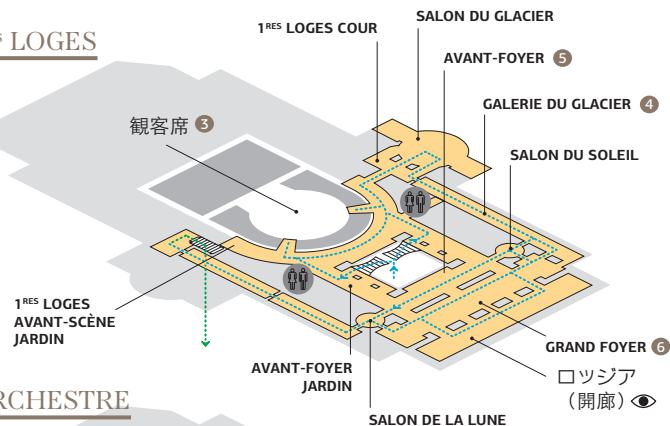 ˢ LOGES
1RES LOGES COUR
SALON DU GLACIER
AVANT-FOYER 5
GALERIE DU GLACIER 4
観客席 3
SALON DU SOLEIL
1RES LOGES
AVANT-SCÈNE
JARDIN
AVANT-FOYER
JARDIN
GRAND FOYER 6
ロッジア
（開廊）
SALON DE LA LUNE
RCHESTRE